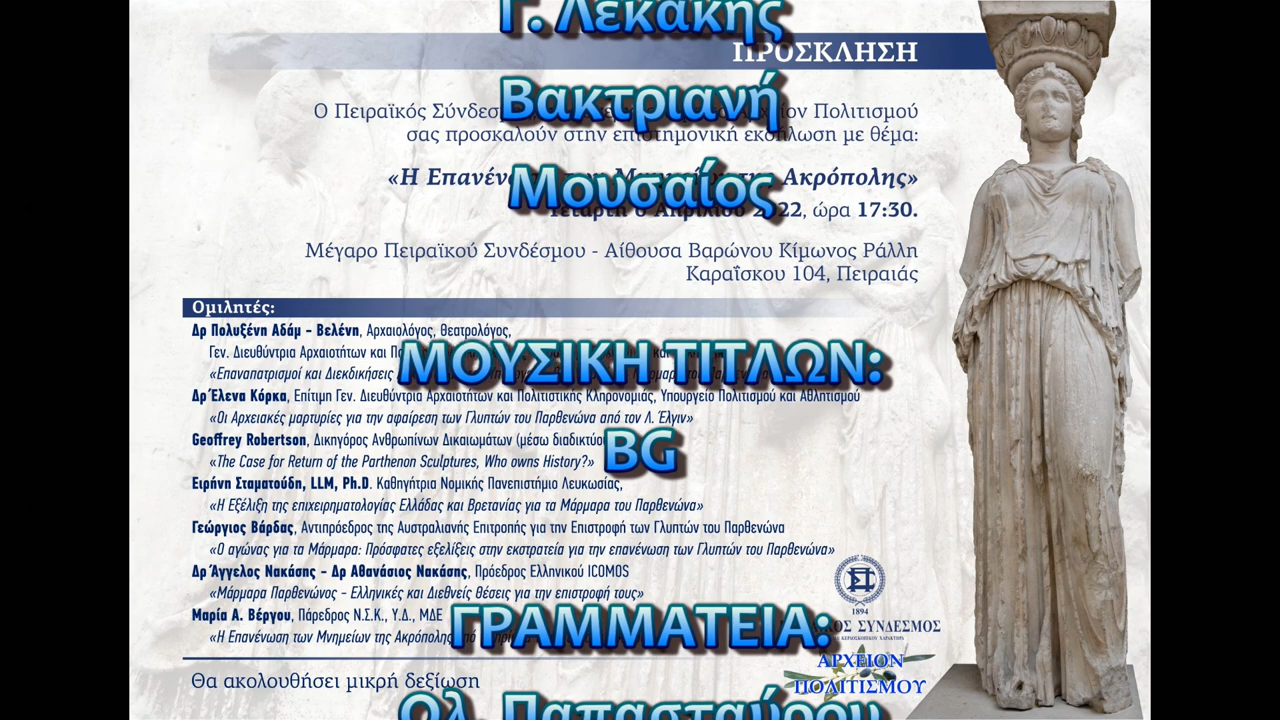 Γ. Λεκάκης
ΠΡΟΣΚΛΗΣΗ
Βακτριανή
Ο Πειραϊκός Σύνδεσ Πολιτισμού
σας προσκαλούν στην επιστημονική εκδήλωση με θέμα:
Μουσαίος
«Η Επανέν Ακρόπολης»
22, ώρα 17:30.
Μέγαρο Πειραϊκού Συνδέσμου - Αίθουσα Βαρώνου Κίμωνος Ράλλη
Καραΐσκου 104, Πειραιάς
Ομιλητές:
Δρ Πολυξένη Αδάμ – Βελένη, Αρχαιολόγος, θεατρολόγος,
Γεν. Διευθύντρια Αρχαιοτήτων και
ΜΟΥΣΙΚΗ ΤΙΤΛΩΝ:
«Επαναπατρισμοί και Διεκδικήσεις
Δρ Έλενα Κόρκα, Επίτιμη Γεν. Διευθύντρια Αρχαιοτήτων και Πολιτιστικής Κληρονομιάς, Υπουργείο Πολιτισμού και Αθλητισμού
«Οι Αρχειακές μαρτυρίες για την αφαίρεση των Γλυπτών του Παρθενώνα από τον Λ. Έλγιν»
Geoffrey Robertson, Δικηγόρος Ανθρωπίνων Δικαιωμάτων (μέσω διαδικτύο
BG
«The Case for Return of the Parthenon Sculptures, Who owns History?»
Ειρήνη Σταματούδη, LLM, Ph.D. Καθηγήτρια Νομικής Πανεπιστήμιο Λευκωσίας,
«Η Εξέλιξη της επιχειρηματολογίας Ελλάδας και Βρετανίας για τα Μάρμαρα του Παρθενώνα»
Γεώργιος Βάρδας, Αντιπρόεδρος της Αυστραλιανής Επιτροπής για την Επιστροφή των Γλυπτών του Παρθενώνα
«Ο αγώνας για τα Μάρμαρα: Πρόσφατες εξελίξεις στην εκστρατεία για την επανένωση των Γλυπτών του Παρθενώνα»
Δρ Άγγελος Νακάσης – Δρ Αθανάσιος Νακάσης, Πρόεδρος Ελληνικού ICOMOS
«Μάρμαρα Παρθενώνος - Ελληνικές και Διεθνείς θέσεις για την επιστροφή τους»
Μαρία Α. Βέργου, Πάρεδρος Ν.Σ.Κ., Υ.Δ., ΜΔΕ
1894
ΓΡΑΜΜΑΤΕΙΑ:
ΚΟΣ ΣΥΝΔΕΣΜΟΣ
«Η Επανένωση των Μνημείων της Ακρόπολης
ΑΡΧΕΙΟΝ
ΠΟΛΙΤΙΣΜΟΥ
Θα ακολουθήσει μικρή δεξίωση
Ολ. Παπασταύρου